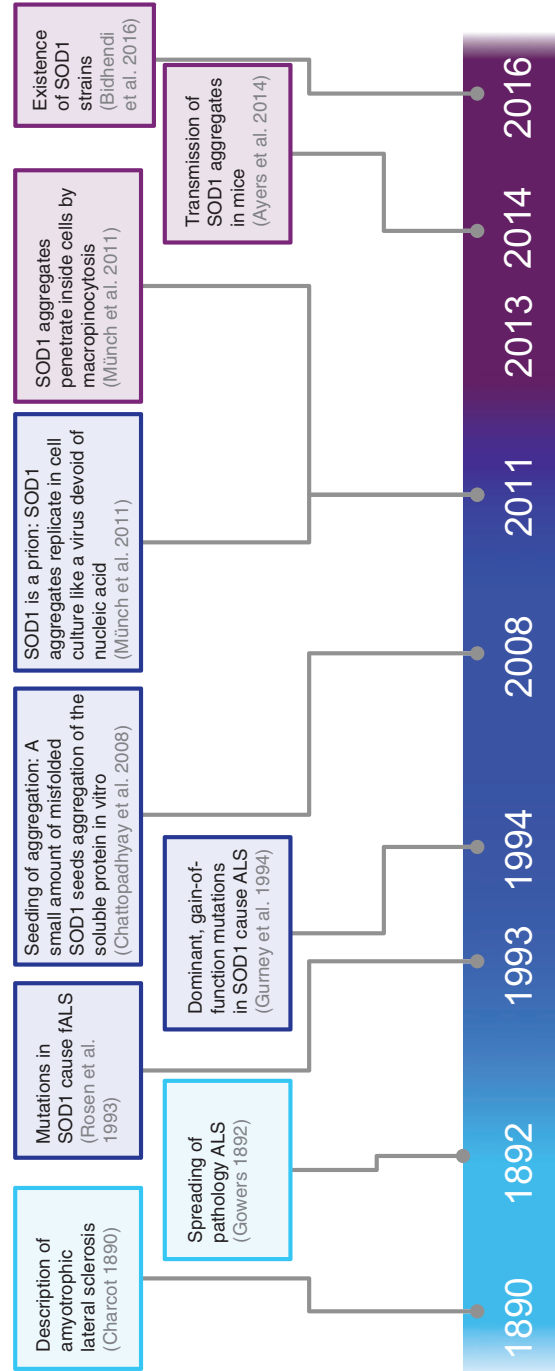 Description of
amyotrophic
lateral sclerosis
(Charcot 1890)
Spreading of
pathology ALS
(Gowers 1892)
Mutations in
SOD1 cause fALS
(Rosen et al.
1993)
Dominant, gain-of-
function mutations
in SOD1 cause ALS
(Gurney et al. 1994)
Seeding of aggregation: A
small amount of misfolded
SOD1 seeds aggregation of the
soluble protein in vitro
(Chattopadhyay et al. 2008)
SOD1 is a prion: SOD1
aggregates replicate in cell
culture like a virus devoid of
nucleic acid
(Münch et al. 2011)
SOD1 aggregates
penetrate inside cells by
macropinocytosis
(Münch et al. 2011)
Transmission of
SOD1 aggregates
in mice
(Ayers et al. 2014)
Existence
of SOD1
strains
(Bidhendi
et al. 2016)
1890 1892 1993 1994 2008 2011 2013 2014 2016